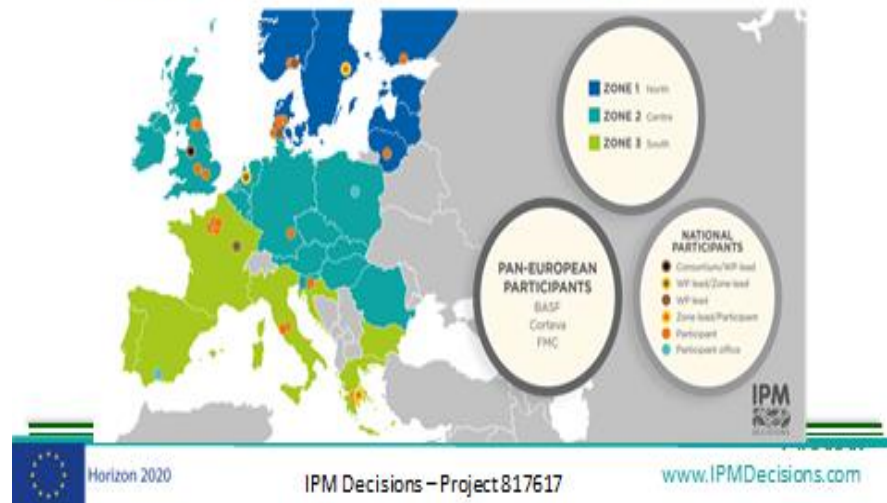 ZONE 1 North
ZONE 2 Centre
ZONE 3 South
PAN-EUROPEAN
PARTICIPANTS
BASF
Corteva
FMC
NATIONAL
PARTICIPANTS
Consortium/WP lead
WP lead/Zone lead
WP lead
Zone lead/Participant
Participant
Participant office
IPM
DECISIONS
Horizon 2020
IPM Decisions – Project 817617
www.IPMDecisions.com